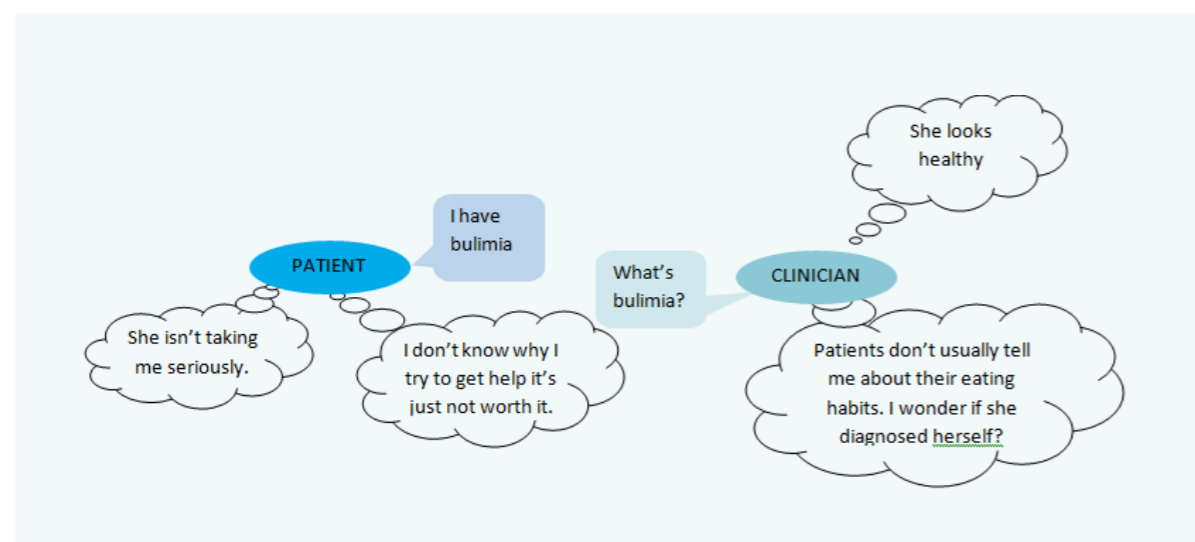 She looks
healthy
I have
bulimia
PATIENT
What's
bulimia?
CLINICIAN
She isn't taking
me seriously.
I don't know why I
try to get help it's
just not worth it.
Patients don't usually tell
me about their eating
habits. I wonder if she
diagnosed herself?